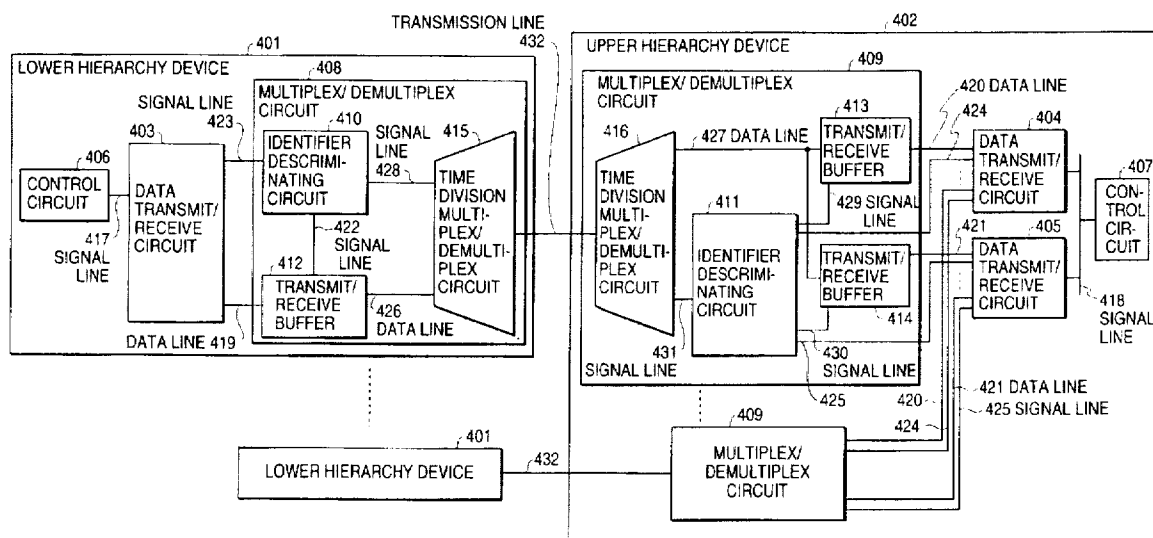 TRANSMISSION LINE
432
402
401
LOWER HIERARCHY DEVICE
408
MULTIPLEX/ DEMULTIPLEX
CIRCUIT
SIGNAL LINE
423
403
406
CONTROL
CIRCUIT
417
SIGNAL LINE
DATA
TRANSMIT/
RECEIVE
CIRCUIT
410
IDENTIFIER
DESCRIMI-
NATING
CIRCUIT
SIGNAL
LINE
428
415
TIME
DIVISION
MULTI-
PLEX/
DEMULTI-
PLEX
CIRCUIT
422
SIGNAL
LINE
412
TRANSMIT/
RECEIVE
BUFFER
426
DATA LINE
DATA LINE 419
UPPER HIERARCHY DEVICE
409
MULTIPLEX/ DEMULTIPLEX
CIRCUIT
416
TIME
DIVISION
MULTI-
PLEX/
DEMULTI-
PLEX
CIRCUIT
427 DATA LINE
413
TRANSMIT/
RECEIVE
BUFFER
429 SIGNAL
LINE
411
IDENTIFIER
DESCRIMI-
NATING
CIRCUIT
TRANSMIT/
RECEIVE
BUFFER
414
431
SIGNAL LINE
430
SIGNAL LINE
425
420
DATA LINE
424
404
DATA
TRANSMIT/
RECEIVE
CIRCUIT
407
CON-
TROL
CIR-
CUIT
421
405
DATA
TRANSMIT/
RECEIVE
CIRCUIT
418
SIGNAL
LINE
421 DATA LINE
425 SIGNAL LINE
420
424
401
LOWER HIERARCHY DEVICE
432
409
MULTIPLEX/
DEMULTIPLEX
CIRCUIT